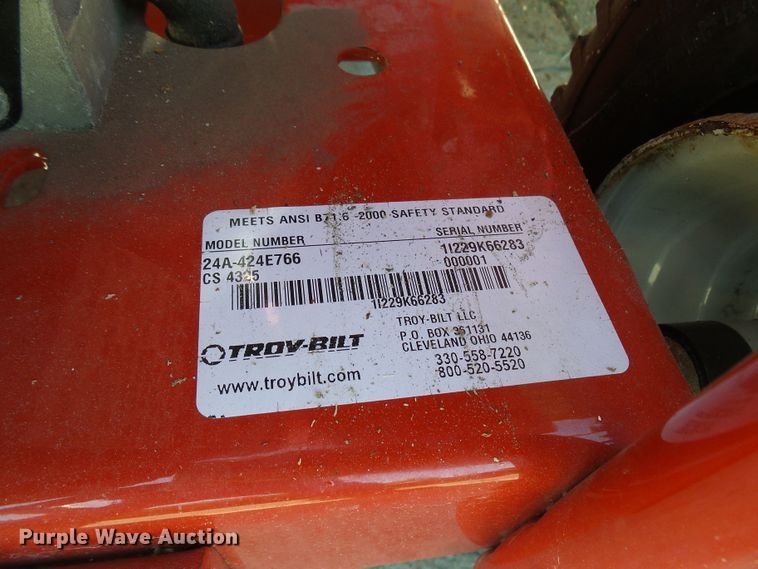 MEETS ANSI B71.6 -2000 SAFETY STANDARD
MODEL NUMBER SERIAL NUMBER
24A-424E766 1I229K66283
CS 4325 000001
1I229K66283
TROY-BILT
TROY-BILT LLC
P.O. BOX 361131
CLEVELAND OHIO 44136
330-558-7220
800-520-5520
www.troybilt.com
Purple Wave Auction®